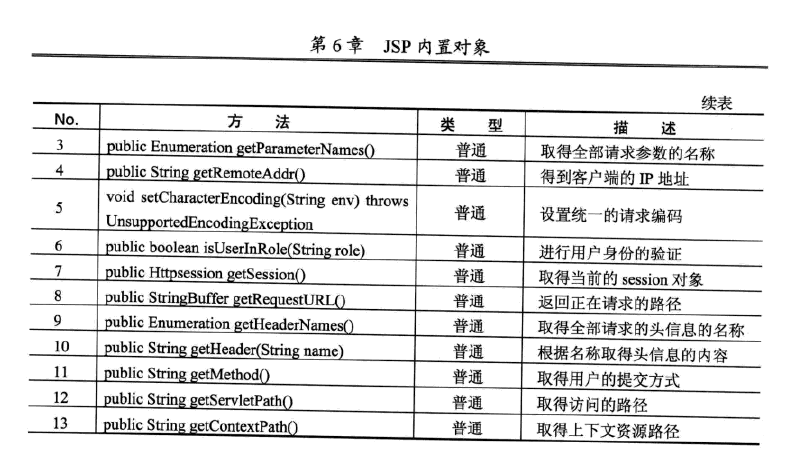 第6章 JSP 内置对象
续表
No. 方 法 类 型 描 述
3 public Enumeration getParameterNames() 普通 取得全部请求参数的名称
4 public String getRemoteAddr() 普通 得到客户端的 IP 地址
5 void setCharacterEncoding(String env) throws UnsupportedEncodingException 普通 设置统一的请求编码
6 public boolean isUserInRole(String role) 普通 进行用户身份的验证
7 public Httpsession getSession() 普通 取得当前的 session 对象
8 public StringBuffer getRequestURL() 普通 返回正在请求的路径
9 public Enumeration getHeaderNames() 普通 取得全部请求的头信息的名称
10 public String getHeader(String name) 普通 根据名称取得头信息的内容
11 public String getMethod() 普通 取得用户的提交方式
12 public String getServletPath() 普通 取得访问的路径
13 public String getContextPath() 普通 取得上下文资源路径